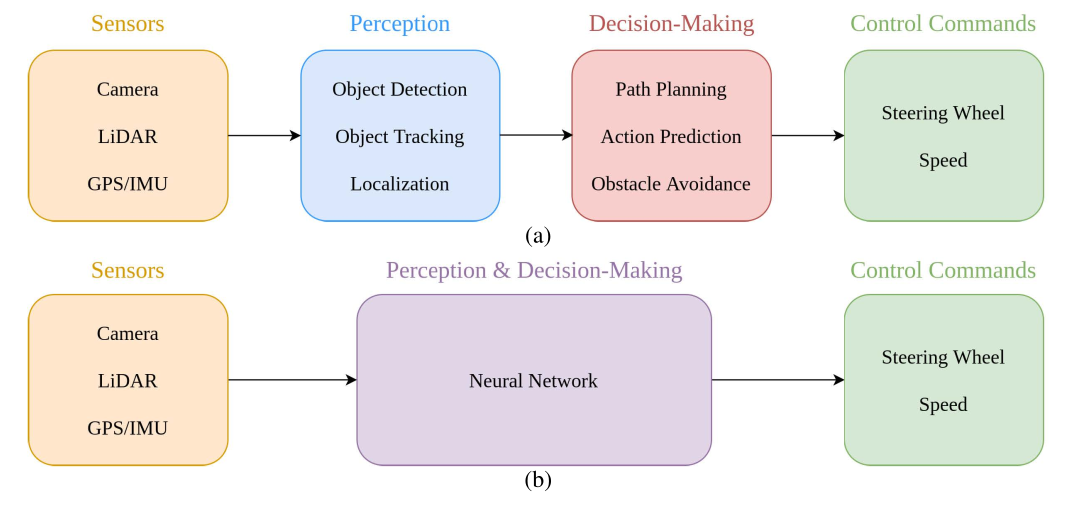 Sensors
Perception
Decision-Making
Control Commands
Camera
LiDAR
GPS/IMU
Object Detection
Object Tracking
Localization
Path Planning
Action Prediction
Obstacle Avoidance
Steering Wheel
Speed
(a)
Sensors
Perception & Decision-Making
Control Commands
Camera
LiDAR
GPS/IMU
Neural Network
Steering Wheel
Speed
(b)